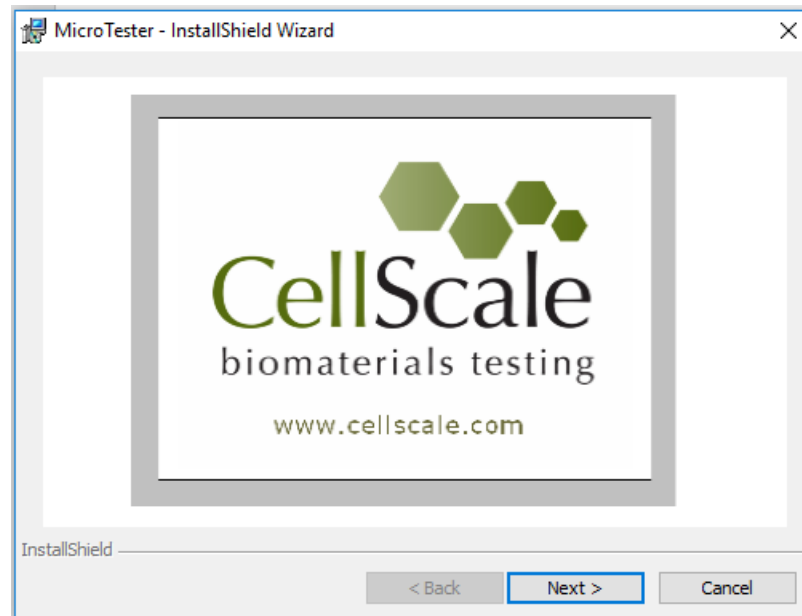 MicroTester - InstallShield Wizard
CellScale
biomaterials testing
www.cellscale.com
InstallShield
< Back
Next >
Cancel